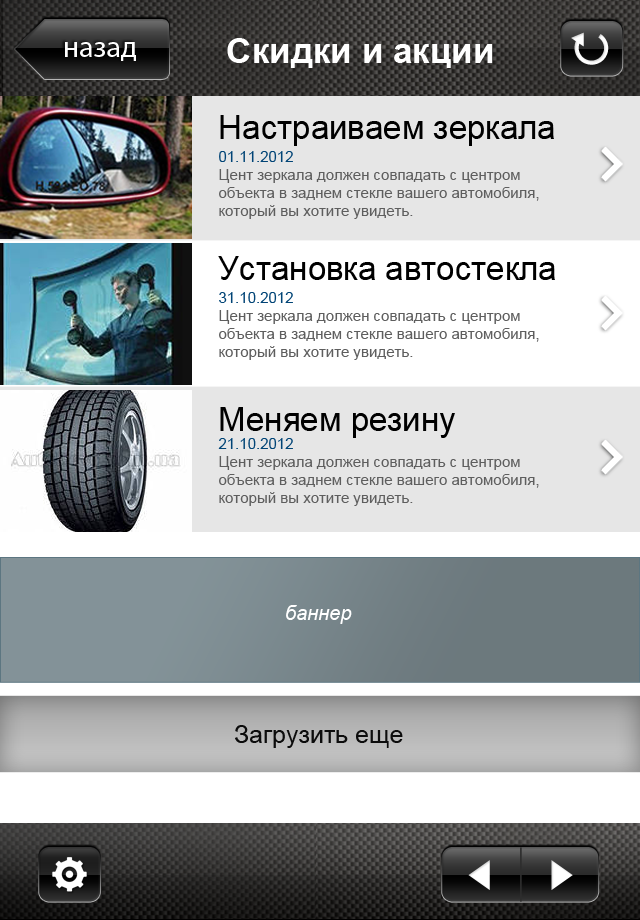 назад
Скидки и акции
Настраиваем зеркала
01.11.2012
Цент зеркала должен совпадать с центром
объекта в заднем стекле вашего автомобиля,
который вы хотите увидеть.
Установка автостекла
31.10.2012
Цент зеркала должен совпадать с центром
объекта в заднем стекле вашего автомобиля,
который вы хотите увидеть.
Меняем резину
21.10.2012
Цент зеркала должен совпадать с центром
объекта в заднем стекле вашего автомобиля,
который вы хотите увидеть.
баннер
Загрузить еще